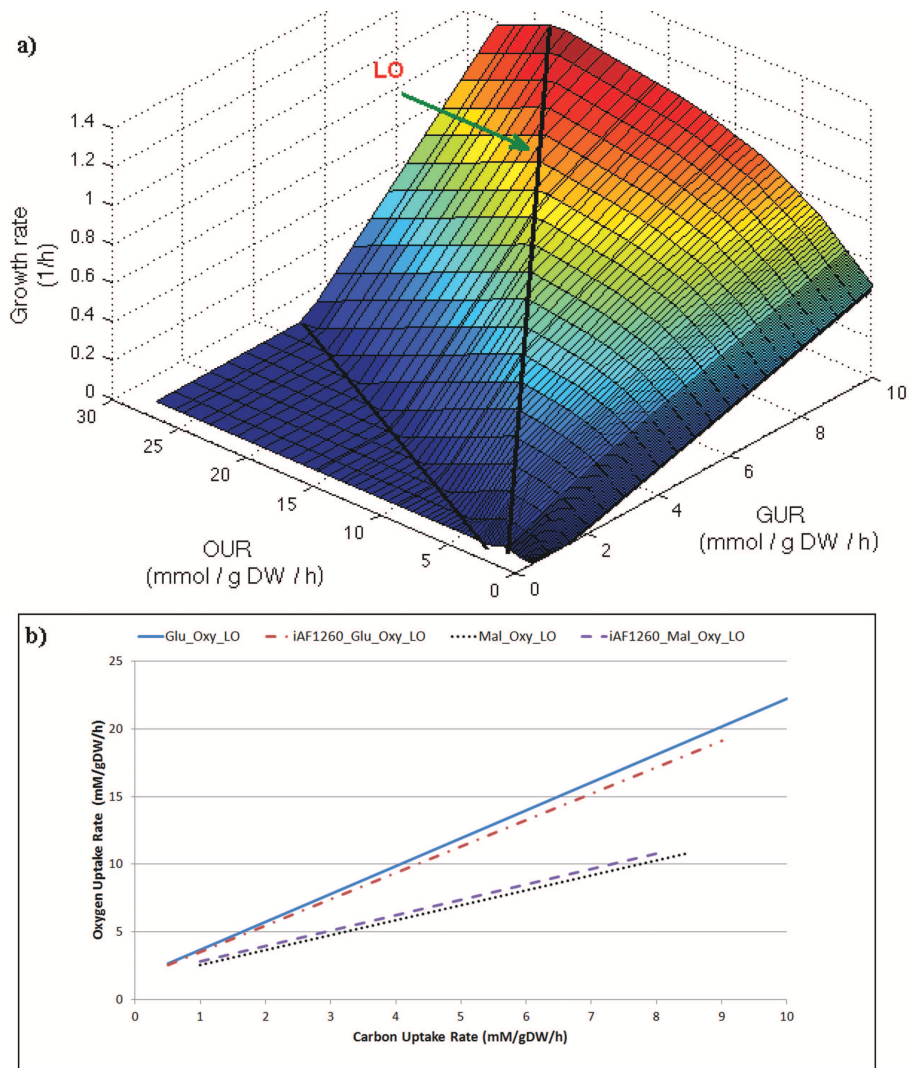 a)
LO
Growth rate
(1/h)
1.4
1.2
1
0.8
0.6
0.4
0.2
0
30
25
20
15
10
5
0
OUR
(mmol / g DW / h)
0
2
4
6
8
10
GUR
(mmol / g DW / h)
b)
Glu_Oxy_LO iAF1260_Glu_Oxy_LO Mal_Oxy_LO iAF1260_Mal_Oxy_LO
Oxygen Uptake Rate (mM/gDW/h)
25
20
15
10
5
0
0 1 2 3 4 5 6 7 8 9 10
Carbon Uptake Rate (mM/gDW/h)